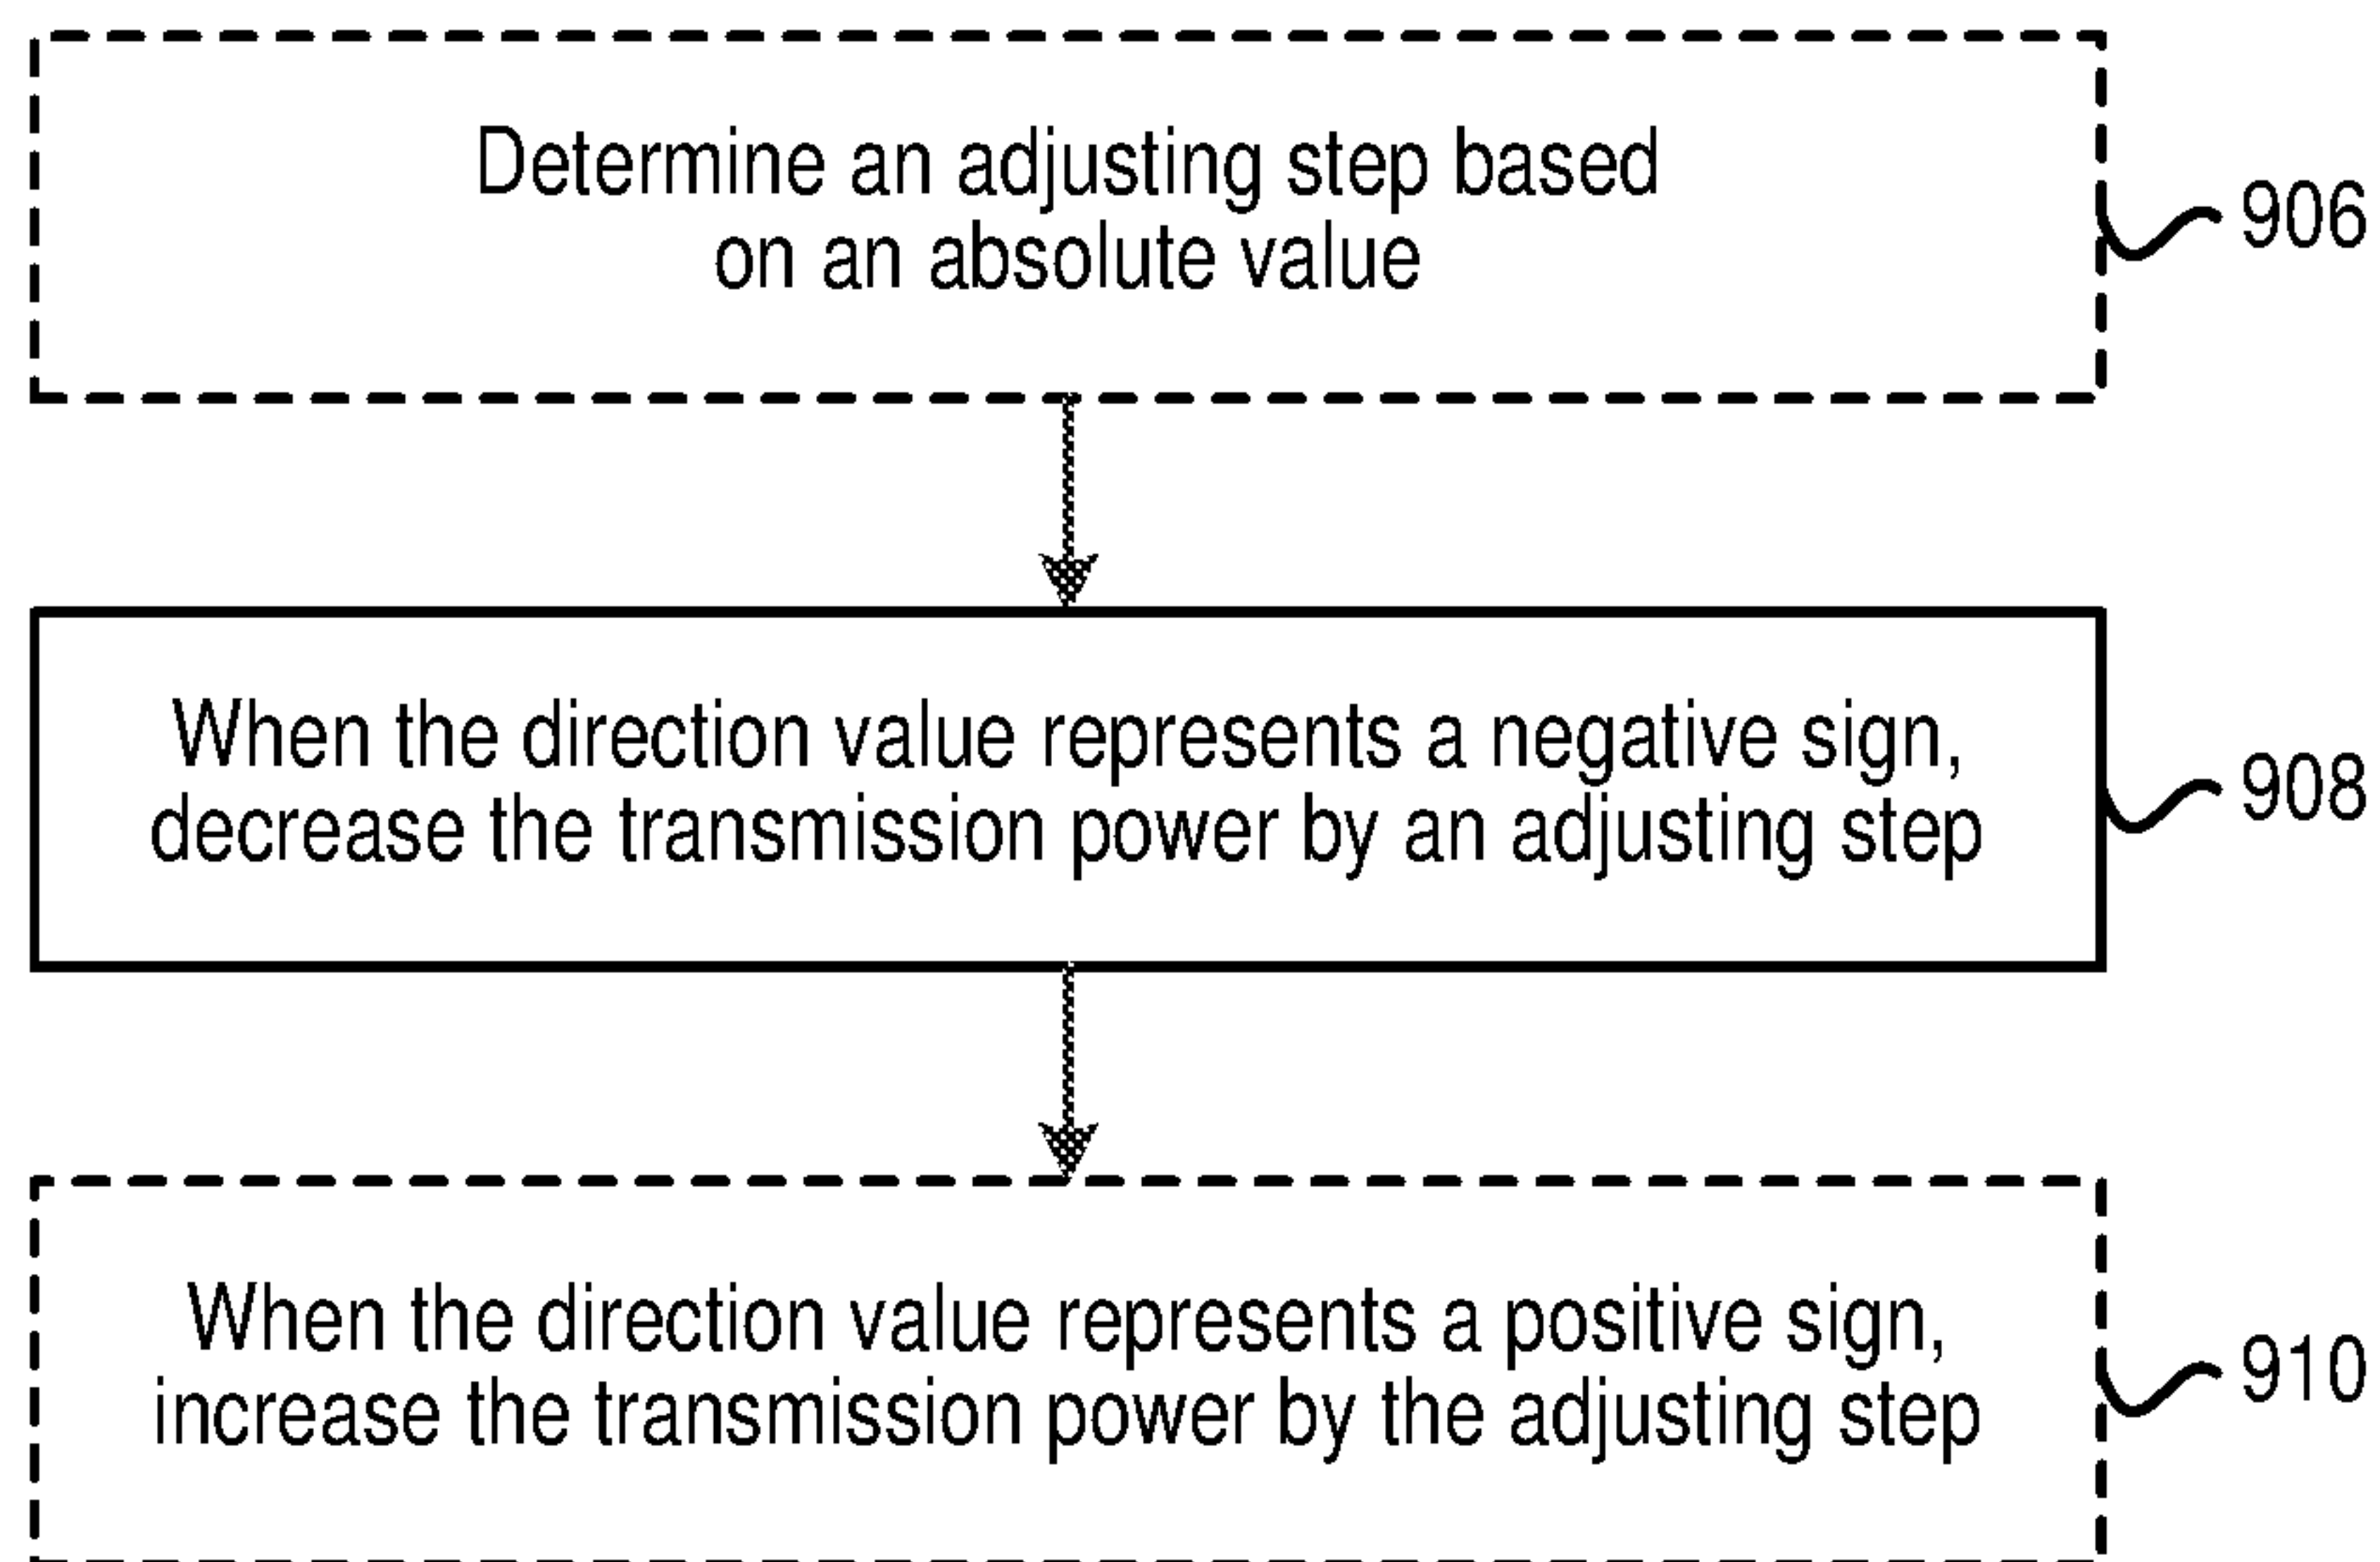 Determine an adjusting step based
on an absolute value
906
When the direction value represents a negative sign,
decrease the transmission power by an adjusting step
908
When the direction value represents a positive sign,
increase the transmission power by the adjusting step
910